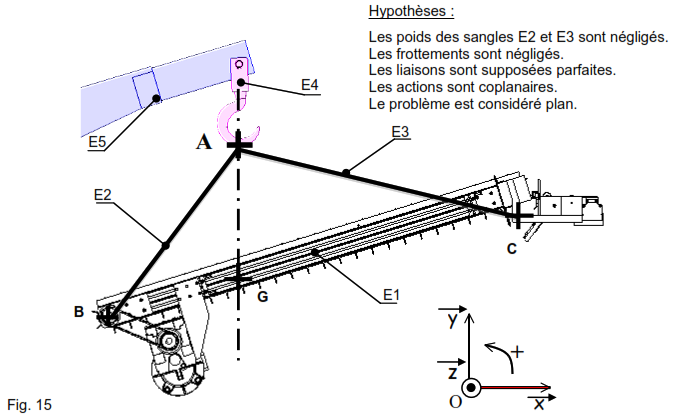 Hypothèses :
Les poids des sangles E2 et E3 sont négligés.
Les frottements sont négligés.
Les liaisons sont supposées parfaites.
Les actions sont coplanaires.
Le problème est considéré plan.
E4
E5
A
E3
E2
C
B
G
E1
y
+
z
O
x
Fig. 15